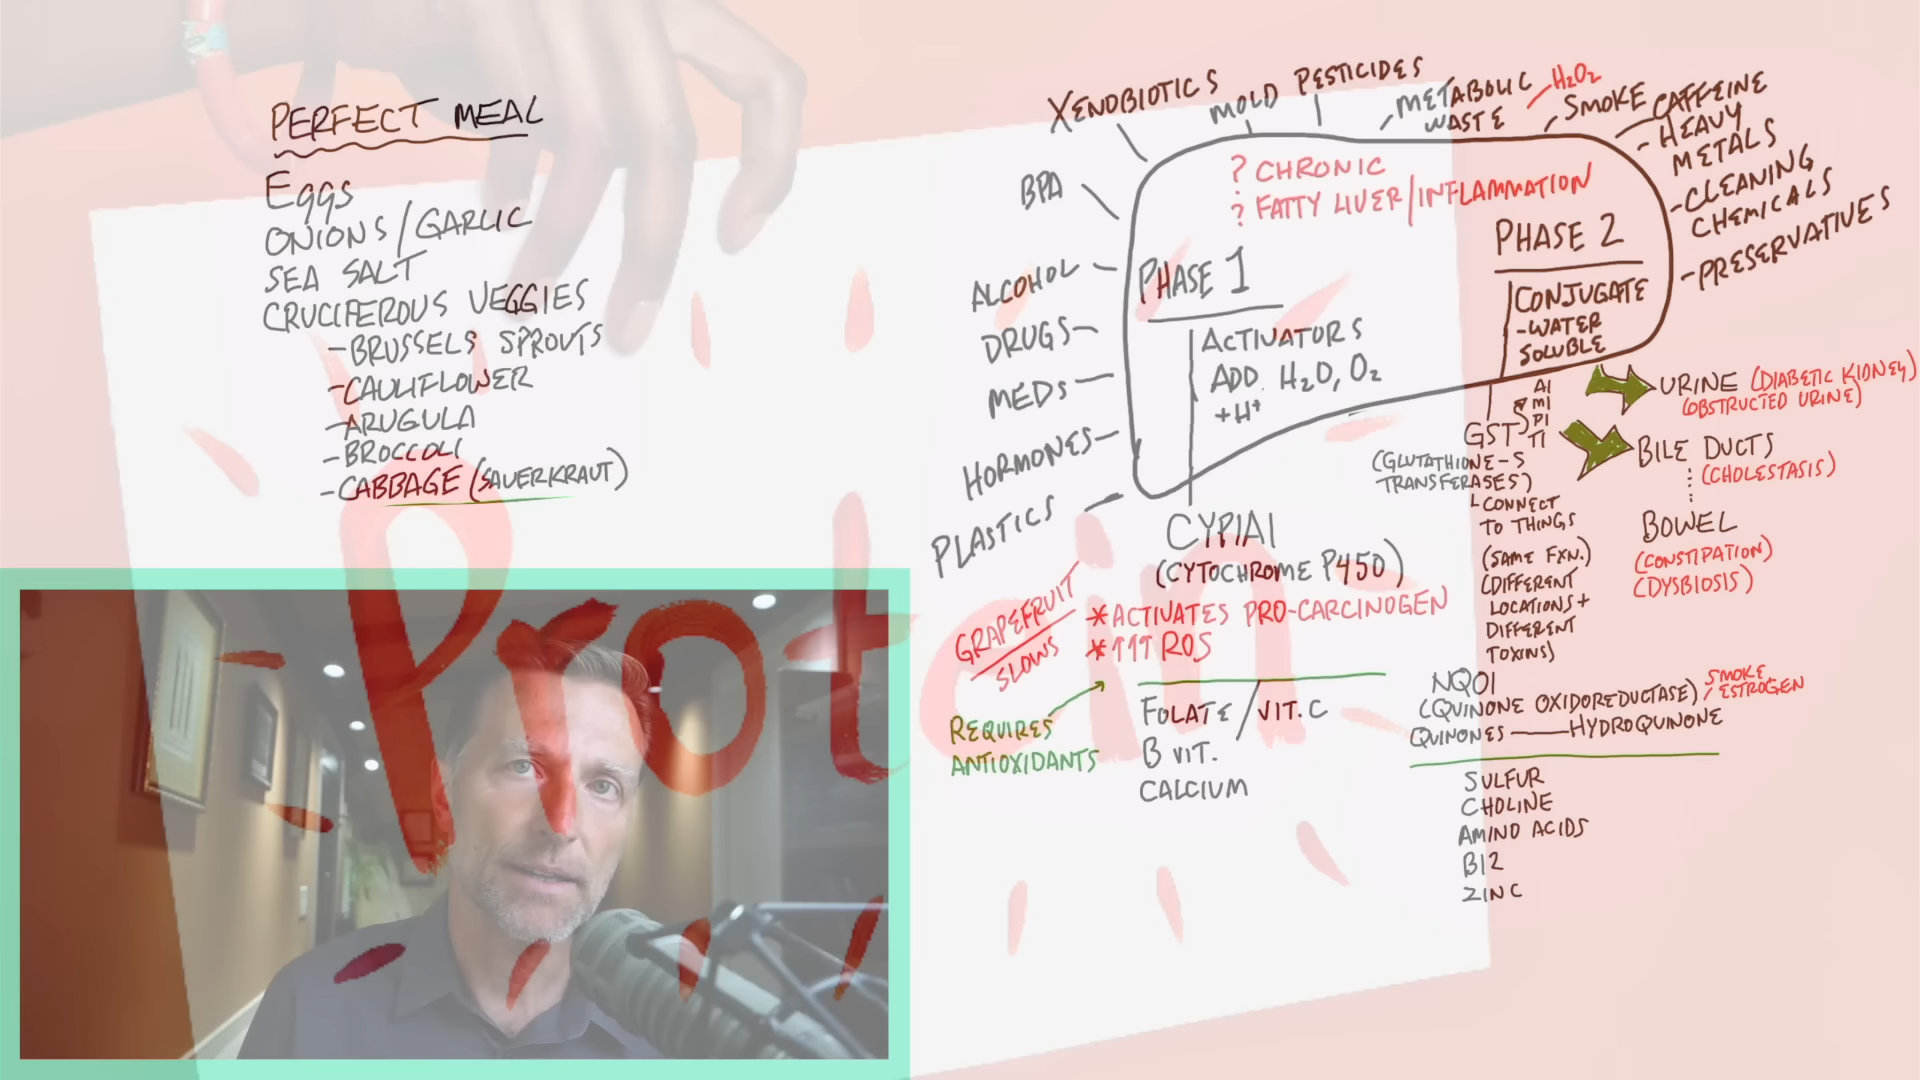 PERFECT MEAL
EGGS
ONIONS/GARLIC
SEA SALT
CRUCIFEROUS VEGGIES
-BRUSSELS SPROUTS
-CAULIFLOWER
-ARUGULA
-BROCCOLI
-CABBAGE (SAUERKRAUT)
Protein
XENOBIOTICS
MOLD
PESTICIDES
METABOLIC
WASTE
H2O2
SMOKE
CAFFEINE
-HEAVY
METALS
-CLEANING
CHEMICALS
-PRESERVATIVES
BPA
ALCOHOL
DRUGS
MEDS
HORMONES
PLASTICS
? CHRONIC
? FATTY LIVER/INFLAMMATION
PHASE 1
ACTIVATORS
ADD. H2O, O2
+H+
PHASE 2
CONJUGATE
-WATER
SOLUBLE
CYP1A1
(CYTOCHROME P450)
GRAPEFRUIT
SLOWS
*ACTIVATES PRO-CARCINOGEN
*↑↑↑ ROS
REQUIRES
ANTIOXIDANTS
FOLATE/VIT. C
B VIT.
CALCIUM
GST
A1
M1
P1
T1
(GLUTATHIONE-S
TRANSFERASES)
CONNECT
TO THINGS
(SAME FXN.)
(DIFFERENT
LOCATIONS+
DIFFERENT
TOXINS)
URINE (DIABETIC KIDNEY)
(OBSTRUCTED URINE)
BILE DUCTS
(CHOLESTASIS)
BOWEL
(CONSTIPATION)
(DYSBIOSIS)
NQO1
(QUINONE OXIDOREDUCTASE)
SMOKE
ESTROGEN
QUINONES — HYDROQUINONE
SULFUR
CHOLINE
AMINO ACIDS
B12
ZINC